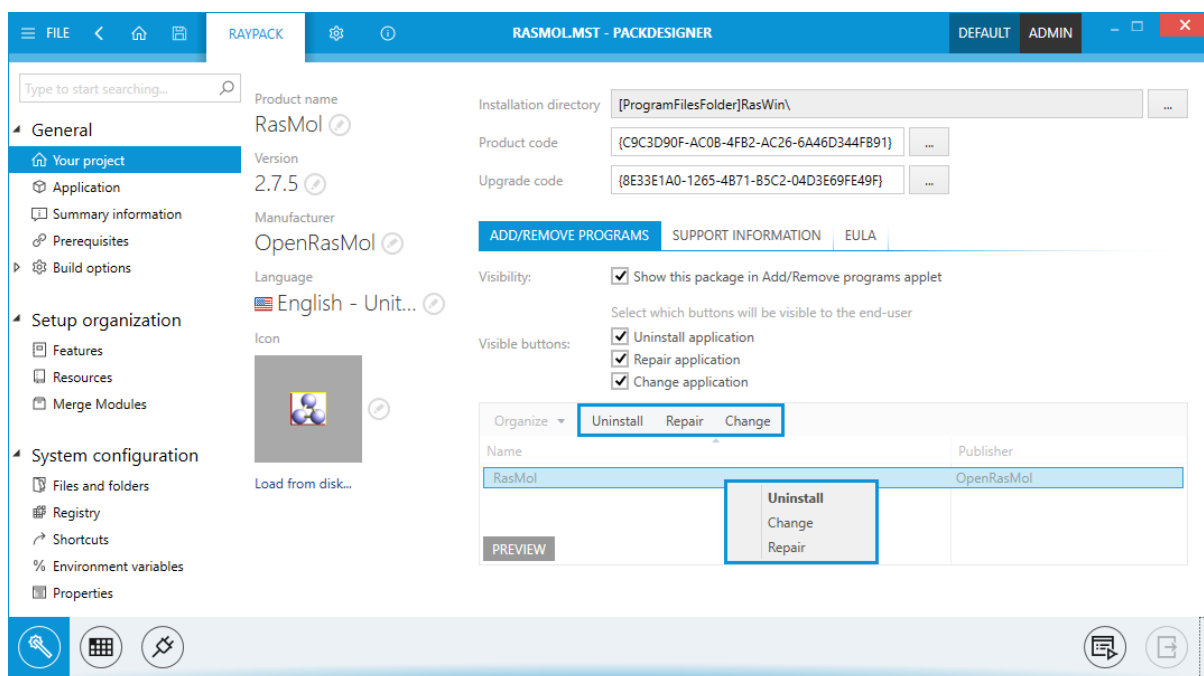 FILE
RAYPACK
RASMOL.MST - PACKDESIGNER
DEFAULT ADMIN
Type to start searching...
General
Your project
Application
Summary information
Prerequisites
Build options
Setup organization
Features
Resources
Merge Modules
System configuration
Files and folders
Registry
Shortcuts
% Environment variables
Properties
Product name
RasMol
Version
2.7.5
Manufacturer
OpenRasMol
Language
English - Unit...
Icon
Load from disk...
Installation directory [ProgramFilesFolder]RasWin\ ...
Product code {C9C3D90F-AC0B-4FB2-AC26-6A46D344FB91} ...
Upgrade code {8E33E1A0-1265-4B71-B5C2-04D3E69FE49F} ...
ADD/REMOVE PROGRAMS SUPPORT INFORMATION EULA
Visibility: Show this package in Add/Remove programs applet
Select which buttons will be visible to the end-user
Visible buttons: Uninstall application
Repair application
Change application
Organize Uninstall Repair Change
Name Publisher
RasMol OpenRasMol
Uninstall
Change
Repair
PREVIEW